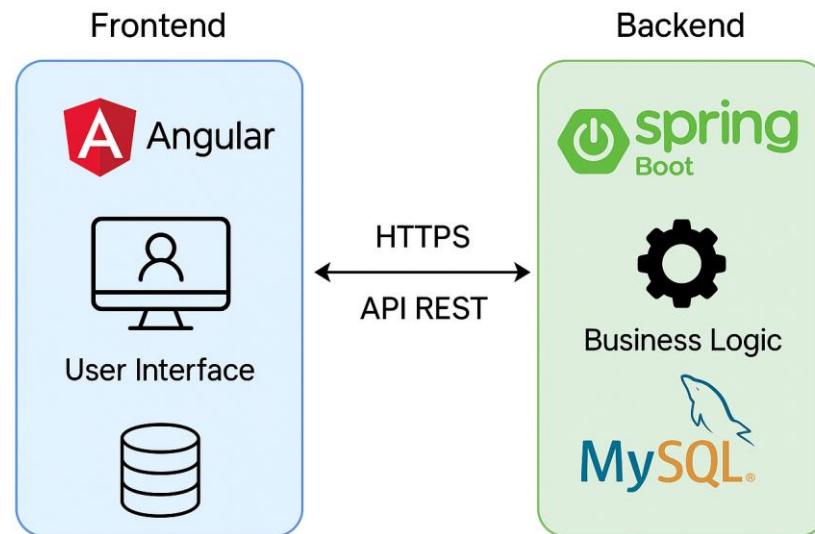 Frontend
Angular
User Interface
HTTPS
API REST
Backend
spring
Boot
Business Logic
MySQL®